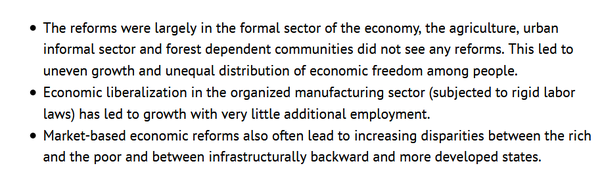 • The reforms were largely in the formal sector of the economy, the agriculture, urban
informal sector and forest dependent communities did not see any reforms. This led to
uneven growth and unequal distribution of economic freedom among people.
• Economic liberalization in the organized manufacturing sector (subjected to rigid labor
laws) has led to growth with very little additional employment.
• Market-based economic reforms also often lead to increasing disparities between the rich
and the poor and between infrastructurally backward and more developed states.